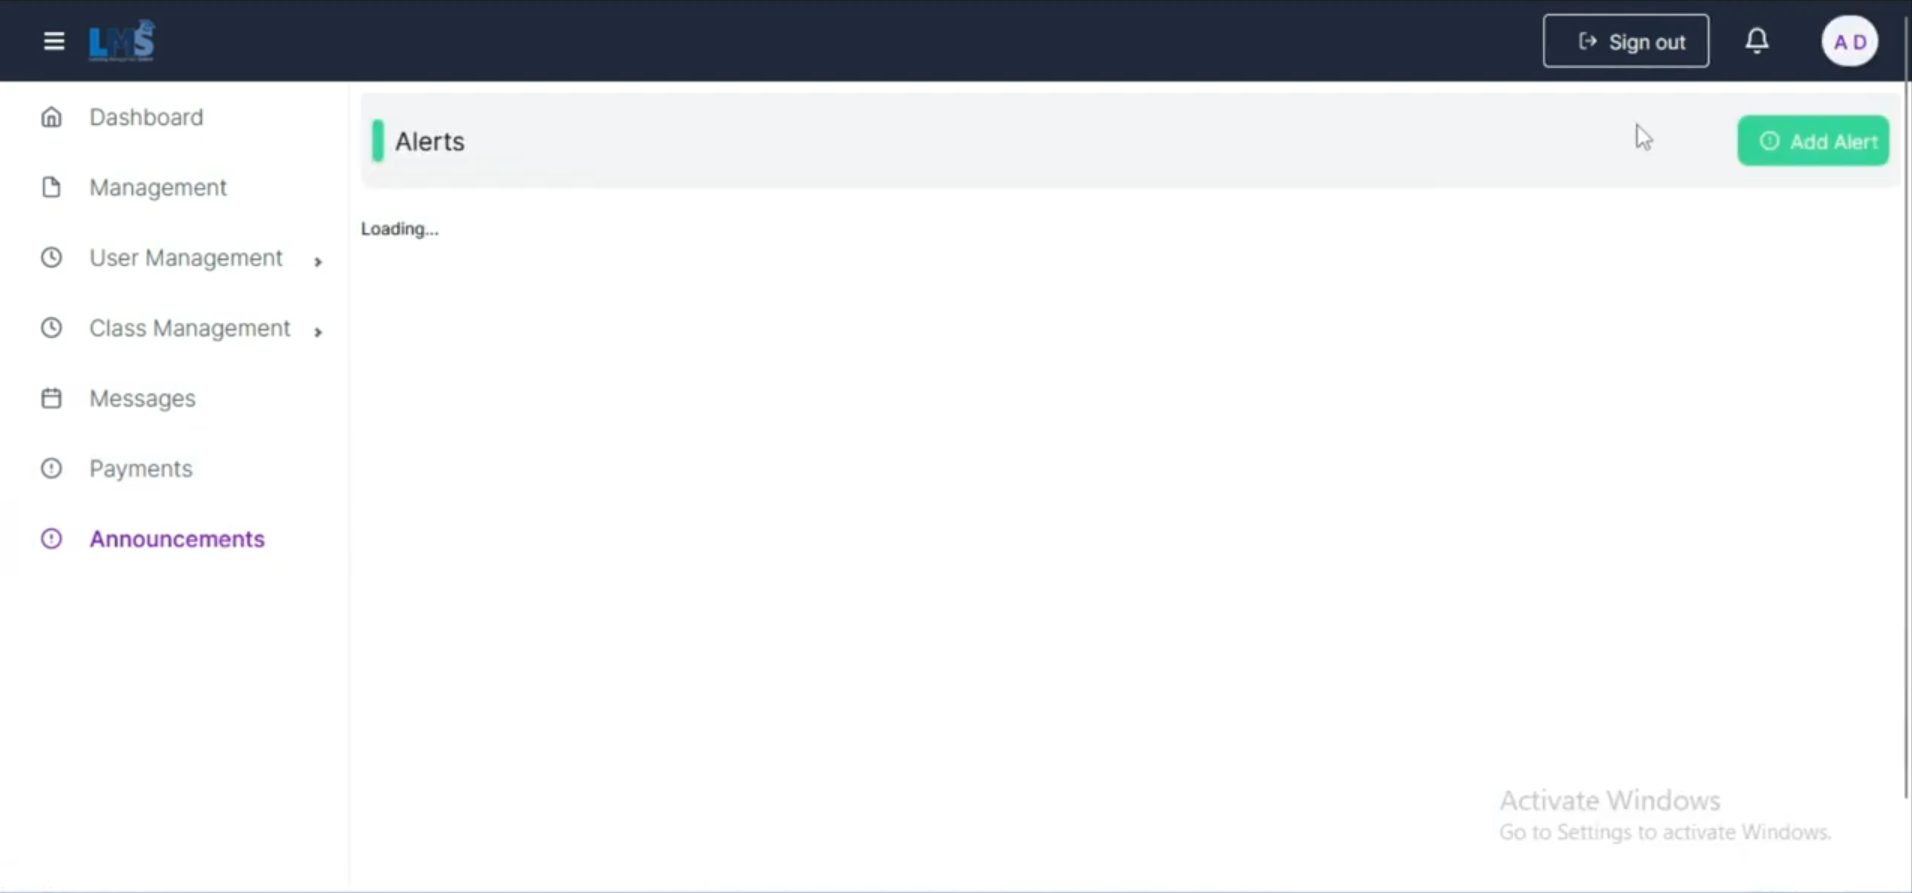 LMS
Sign out
A D
Dashboard
Management
User Management
Class Management
Messages
Payments
Announcements
Alerts
Add Alert
Loading...
Activate Windows
Go to Settings to activate Windows.